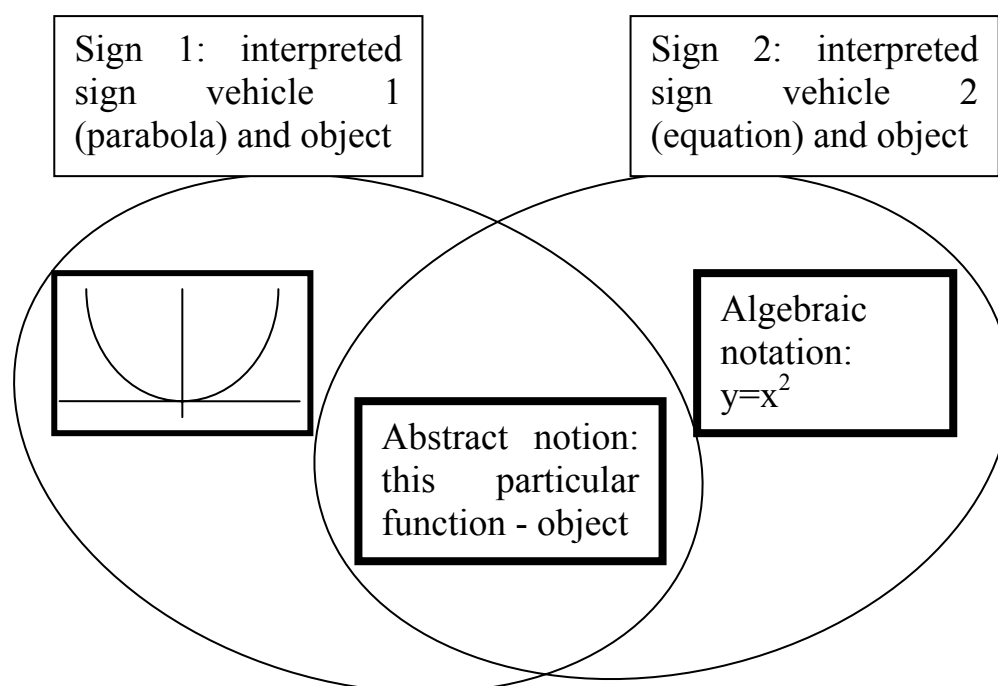 Sign 1: interpreted
sign vehicle 1
(parabola) and object
Sign 2: interpreted
sign vehicle 2
(equation) and object
Algebraic
notation:
y=x²
Abstract notion:
this particular
function - object